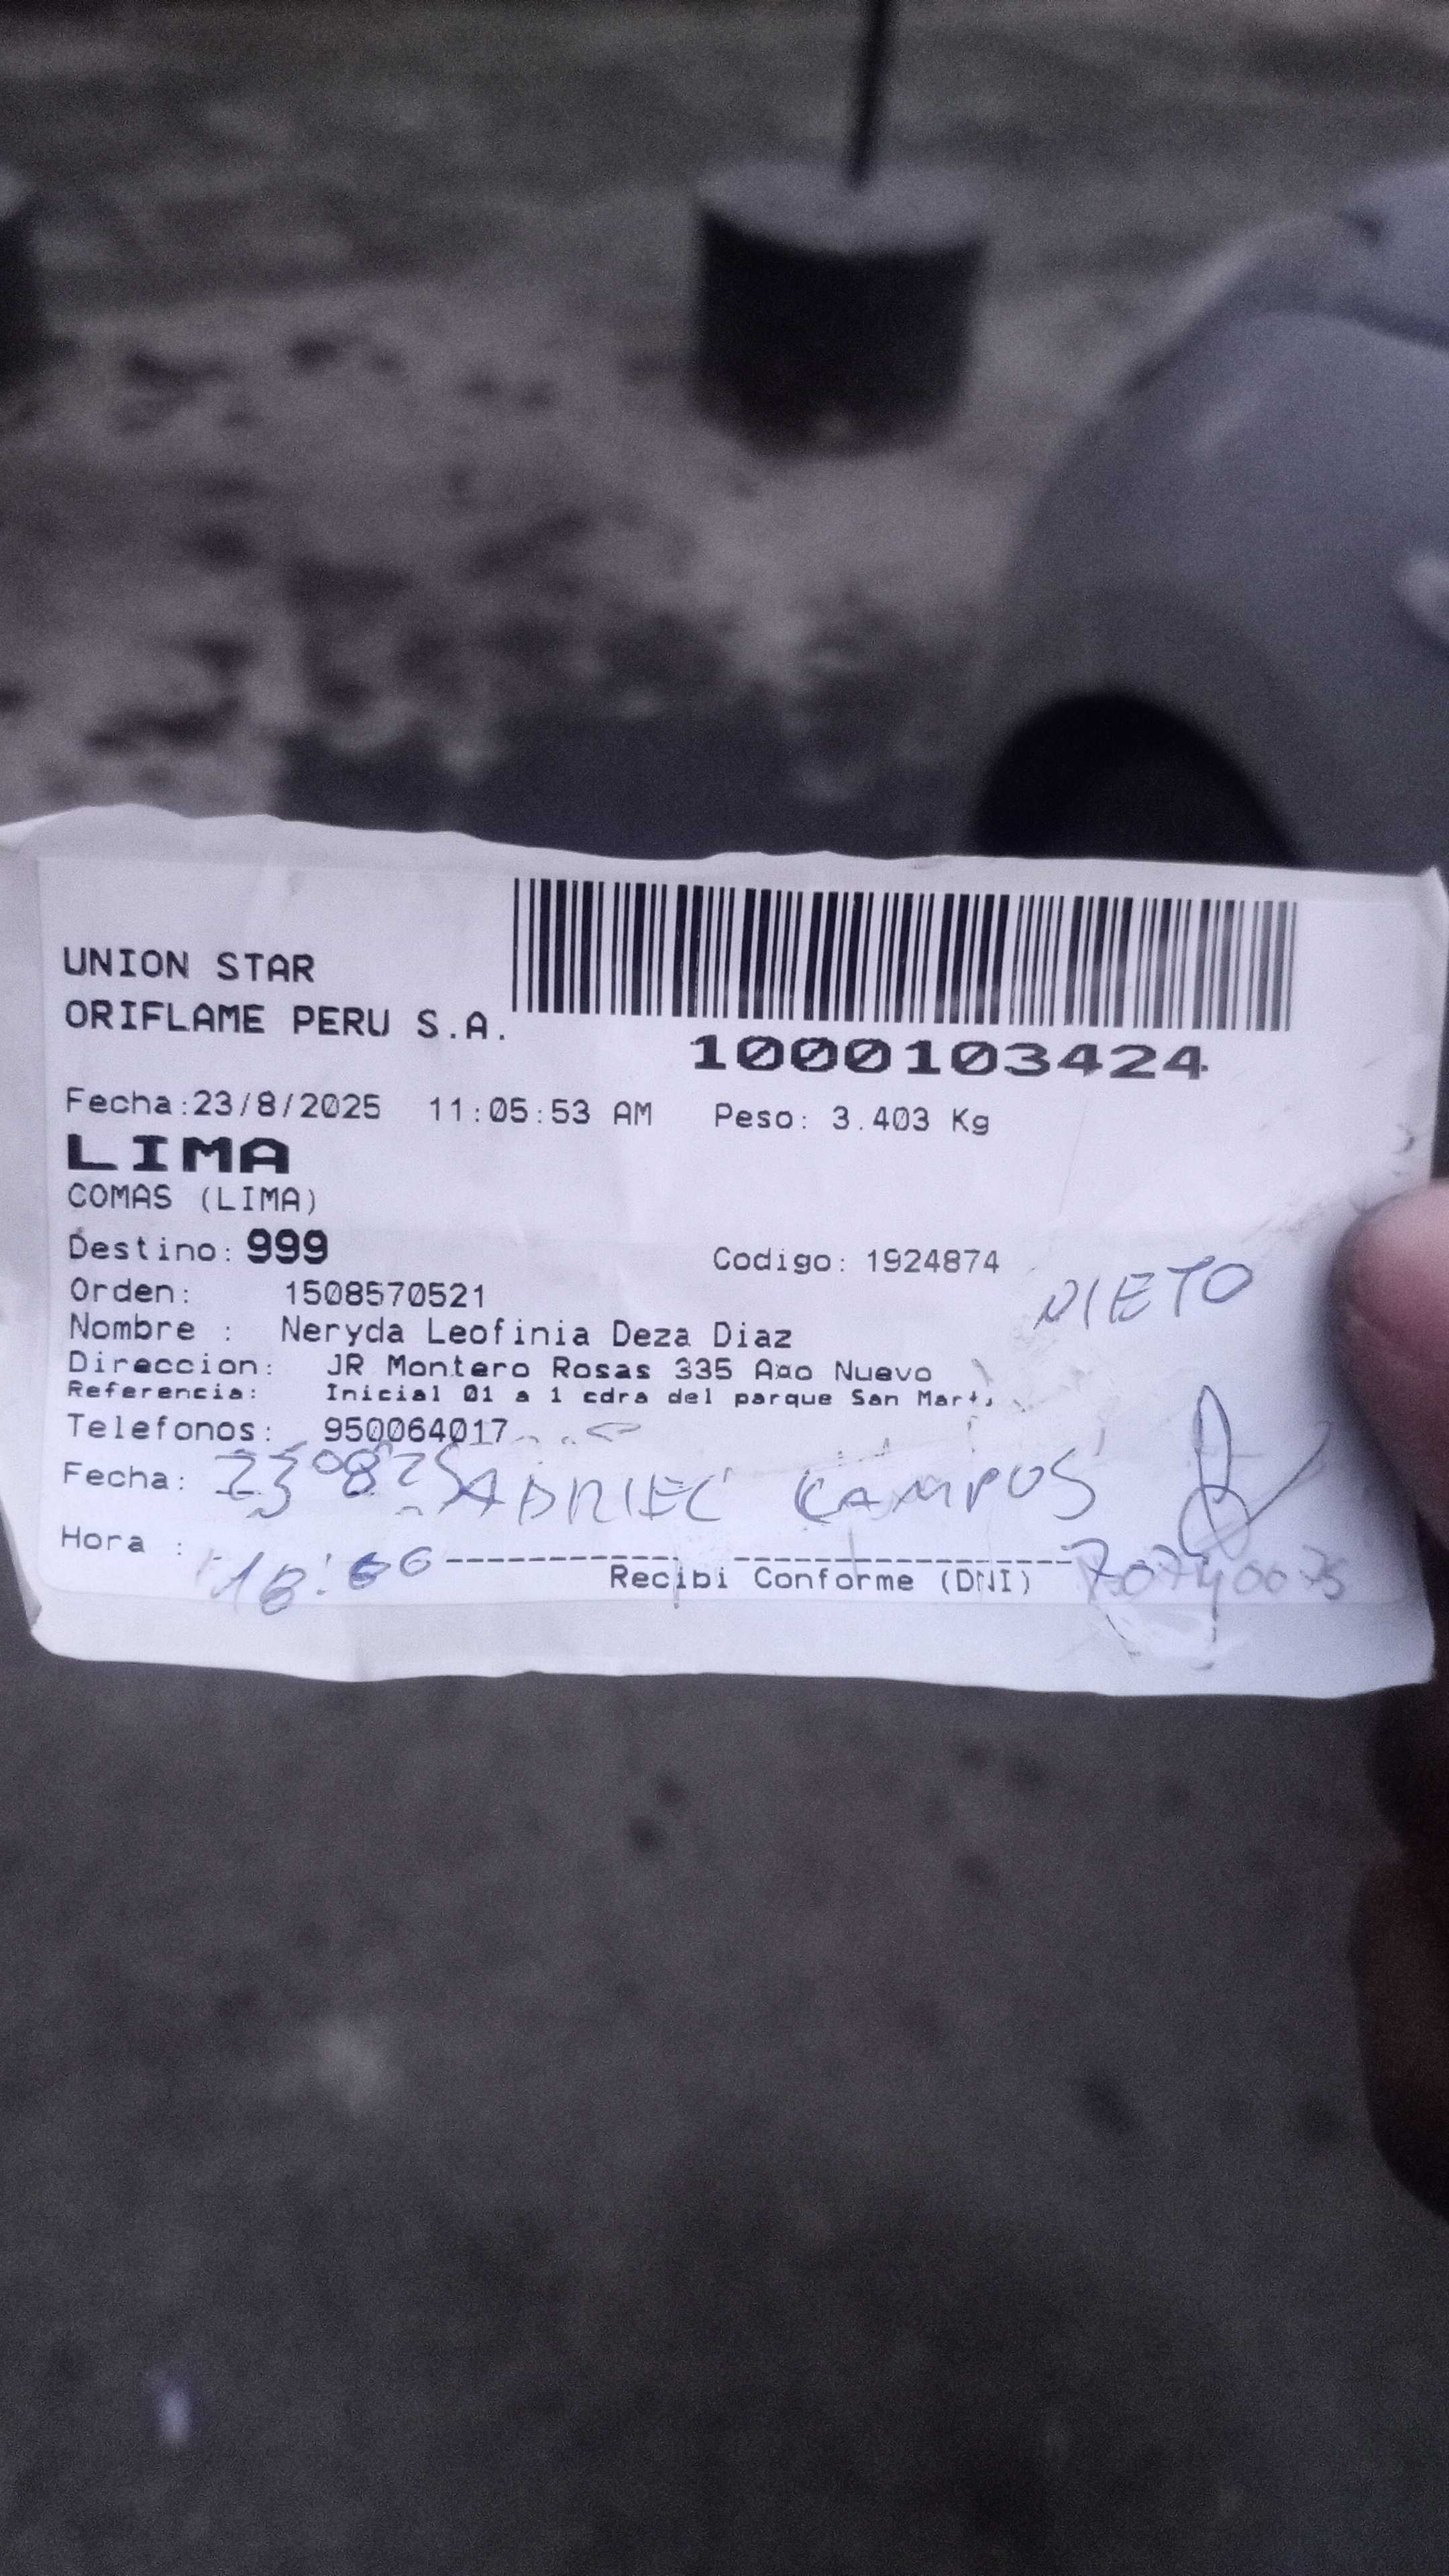 UNION STAR
ORIFLAME PERU S.A.
1000103424
Fecha:23/8/2025 11:05:53 AM Peso: 3.403 Kg
LIMA
COMAS (LIMA)
Destino: 999 Codigo: 1924874
NIETO
Orden: 1508570521
Nombre : Neryda Leofinia Deza Diaz
Direccion: JR Montero Rosas 335 Aao Nuevo
Referencia: Inicial 01 a 1 cdra del parque San Mart
Telefonos: 950064017
Fecha: 230825 ADRIEL CAMPOS
Hora :
Recibi Conforme (DNI)